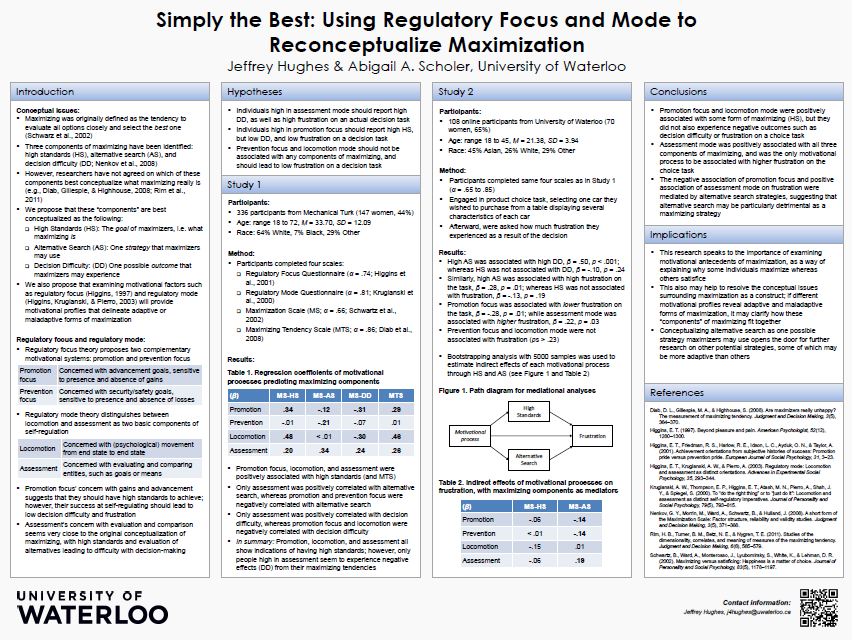 Simply the Best: Using Regulatory Focus and Mode to
Reconceptualize Maximization
Jeffrey Hughes & Abigail A. Scholer, University of Waterloo
Introduction
Conceptual issues:
• Maximizing was originally defined as the tendency to
evaluate all options closely and select the best one
(Schwarz et al., 2002)
• Three components of maximizing have been identified:
high standards (HS), alternative search (AS), and
decision difficulty (DD; Nenkov et al., 2008)
• However, researchers have not agreed on which of these
components best conceptualize what maximizing really is
(e.g., Diab, Gillespie, & Highhouse, 2008; Rim et al.,
2011)
• We propose that these "components" are best
conceptualized as the following:
❑ High Standards (HS): The goal of maximizers, i.e. what
maximizing is
❑ Alternative Search (AS): One strategy that maximizers
may use
❑ Decision Difficulty: (DD) One possible outcome that
maximizers may experience
• We also propose that examining motivational factors such
as regulatory focus (Higgins, 1997) and regulatory mode
(Higgins, Kruglanski, & Pierro, 2003) will provide
motivational profiles that delineate adaptive or
maladaptive forms of maximization
Regulatory focus and regulatory mode:
• Regulatory focus theory proposes two complementary
motivational systems: promotion and prevention focus
Promotion focus Concerned with advancement goals, sensitive
to presence and absence of gains
Prevention focus Concerned with security/safety goals,
sensitive to presence and absence of losses
• Regulatory mode theory distinguishes between
locomotion and assessment as two basic components of
self-regulation
Locomotion Concerned with (psychological) movement
from end state to end state
Assessment Concerned with evaluating and comparing
entities, such as goals or means
• Promotion focus' concern with gains and advancement
suggests that they should have high standards to achieve;
however, their success at self-regulating should lead to
low decision difficulty and frustration
• Assessment's concern with evaluation and comparison
seems very close to the original conceptualization of
maximizing, with high standards and evaluation of
alternatives leading to difficulty with decision-making
Hypotheses
• Individuals high in assessment mode should report high
DD, as well as high frustration on an actual decision task
• Individuals high in promotion focus should report high HS,
but low DD, and low frustration on a decision task
• Prevention focus and locomotion mode should not be
associated with any components of maximizing, and
should lead to low frustration on a decision task
Study 1
Participants:
• 336 participants from Mechanical Turk (147 women, 44%)
• Age: range 18 to 72, M = 33.70, SD = 12.09
• Race: 64% White, 7% Black, 29% Other
Method:
• Participants completed four scales:
❑ Regulatory Focus Questionnaire (α = .74; Higgins et
al., 2001)
❑ Regulatory Mode Questionnaire (α = .81; Kruglanski et
al., 2000)
❑ Maximization Scale (MS; α = .66; Schwartz et al.,
2002)
❑ Maximizing Tendency Scale (MTS; α = .86; Diab et al.,
2008)
Results:
Table 1. Regression coefficients of motivational
processes predicting maximizing components
(β) MS-HS MS-AS MS-DD MTS
Promotion .34 -.12 -.31 .29
Prevention -.01 -.21 -.07 .01
Locomotion .48 < .01 -.30 .46
Assessment .20 .34 .24 .26
• Promotion focus, locomotion, and assessment were
positively associated with high standards (and MTS)
• Only assessment was positively correlated with alternative
search, whereas promotion and prevention focus were
negatively correlated with alternative search
• Only assessment was positively correlated with decision
difficulty, whereas promotion focus and locomotion were
negatively correlated with decision difficulty
• In summary: Promotion, locomotion, and assessment all
show indications of having high standards; however, only
people high in assessment seem to experience negative
effects (DD) from their maximizing tendencies
Study 2
Participants:
• 108 online participants from University of Waterloo (70
women, 65%)
• Age: range 18 to 45, M = 21.38, SD = 3.94
• Race: 45% Asian, 26% White, 29% Other
Method:
• Participants completed same four scales as in Study 1
(α = .65 to .85)
• Engaged in product choice task, selecting one car they
wished to purchase from a table displaying several
characteristics of each car
• Afterward, were asked how much frustration they
experienced as a result of the decision
Results:
• High AS was associated with high DD, β = .50, p < .001;
whereas HS was not associated with DD, β = -.10, p = .24
• Similarly, high AS was associated with high frustration on
the task, β = .28, p = .01; whereas HS was not associated
with frustration, β = -.13, p = .19
• Promotion focus was associated with lower frustration on
the task, β = -.28, p = .01; while assessment mode was
associated with higher frustration, β = .22, p = .03
• Prevention focus and locomotion mode were not
associated with frustration (ps > .23)
• Bootstrapping analysis with 5000 samples was used to
estimate indirect effects of each motivational process
through HS and AS (see Figure 1 and Table 2)
Figure 1. Path diagram for mediational analyses
High
Standards
Motivational
process
Frustration
Alternative
Search
Table 2. Indirect effects of motivational processes on
frustration, with maximizing components as mediators
(β) MS-HS MS-AS
Promotion -.06 -.14
Prevention < .01 -.14
Locomotion -.15 .01
Assessment -.06 .19
Conclusions
• Promotion focus and locomotion mode were positively
associated with some form of maximizing (HS), but they
did not also experience negative outcomes such as
decision difficulty or frustration on a choice task
• Assessment mode was positively associated with all three
components of maximizing, and was the only motivational
process to be associated with higher frustration on the
choice task
• The negative association of promotion focus and positive
association of assessment mode on frustration were
mediated by alternative search strategies, suggesting that
alternative search may be particularly detrimental as a
maximizing strategy
Implications
• This research speaks to the importance of examining
motivational antecedents of maximization, as a way of
explaining why some individuals maximize whereas
others satisfice
• This also may help to resolve the conceptual issues
surrounding maximization as a construct; if different
motivational profiles reveal adaptive and maladaptive
forms of maximization, it may clarify how these
"components" of maximizing fit together
• Conceptualizing alternative search as one possible
strategy maximizers may use opens the door for further
research on other potential strategies, some of which may
be more adaptive than others
References
Diab, D. L., Gillespie, M. A., & Highhouse, S. (2008). Are maximizers really unhappy?
The measurement of maximizing tendency. Judgment and Decision Making, 3(5),
364–370.
Higgins, E. T. (1997). Beyond pleasure and pain. American Psychologist, 52(12),
1280–1300.
Higgins, E. T., Friedman, R. S., Harlow, R. E., Idson, L. C., Ayduk, O. N., & Taylor, A.
(2001). Achievement orientations from subjective histories of success: Promotion
pride versus prevention pride. European Journal of Social Psychology, 31, 3–23.
Higgins, E. T., Kruglanski, A. W., & Pierro, A. (2003). Regulatory mode: Locomotion
and assessment as distinct orientations. Advances in Experimental Social
Psychology, 35, 293–344.
Kruglanski, A. W., Thompson, E. P., Higgins, E. T., Atash, M. N., Pierro, A., Shah, J.
Y., & Spiegel, S. (2000). To "do the right thing" or to "just do it": Locomotion and
assessment as distinct self-regulatory imperatives. Journal of Personality and
Social Psychology, 79(5), 793–815.
Nenkov, G. Y., Morrin, M., Ward, A., Schwartz, B., & Hulland, J. (2008). A short form of
the Maximization Scale: Factor structure, reliability and validity studies. Judgment
and Decision Making, 3(5), 371–388.
Rim, H. B., Turner, B. M., Betz, N. E., & Nygren, T. E. (2011). Studies of the
dimensionality, correlates, and meaning of measures of the maximizing tendency.
Judgment and Decision Making, 6(6), 565–579.
Schwartz, B., Ward, A., Monterosso, J., Lyubomirsky, S., White, K., & Lehman, D. R.
(2002). Maximizing versus satisficing: Happiness is a matter of choice. Journal of
Personality and Social Psychology, 83(5), 1178–1197.
UNIVERSITY OF
WATERLOO
Contact information:
Jeffrey Hughes, j4hughes@uwaterloo.ca